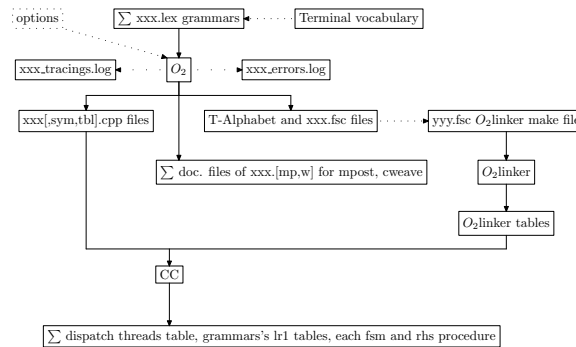 options
∑ xxx.lex grammars
Terminal vocabulary
O₂
xxx_tracings.log
xxx_errors.log
xxx[,sym,tbl].cpp files
T-Alphabet and xxx.fsc files
yyy.fsc O₂linker make file
∑ doc. files of xxx.[mp,w] for mpost, cweave
O₂linker
O₂linker tables
CC
∑ dispatch threads table, grammars's lr1 tables, each fsm and rhs procedure